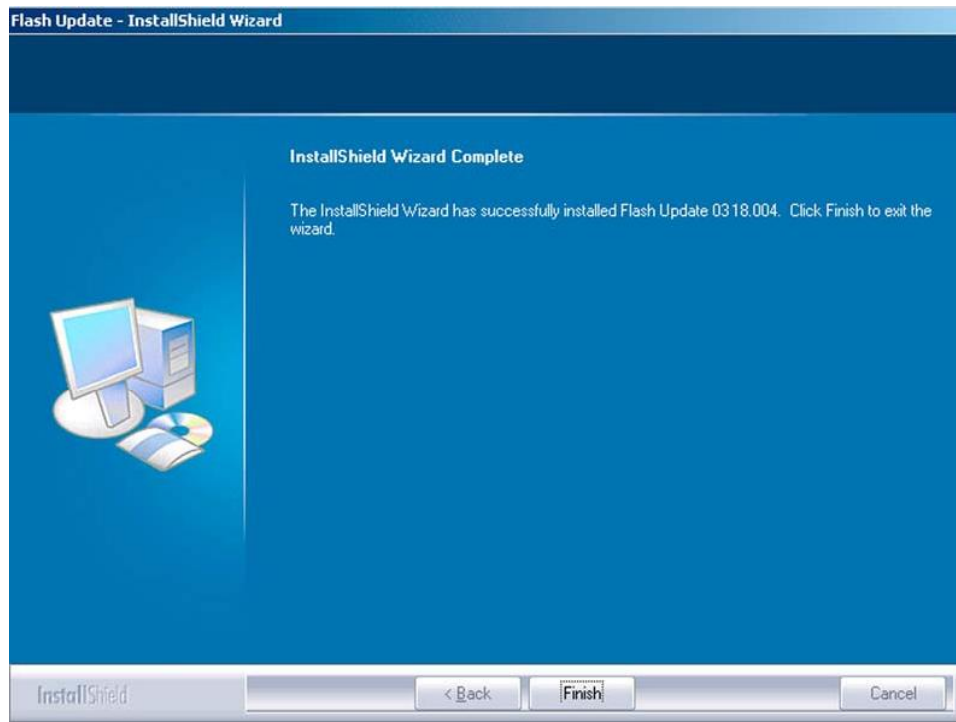 Flash Update - InstallShield Wizard
InstallShield Wizard Complete
The InstallShield Wizard has successfully installed Flash Update 0318.004. Click Finish to exit the
wizard.
InstallShield
< Back
Finish
Cancel